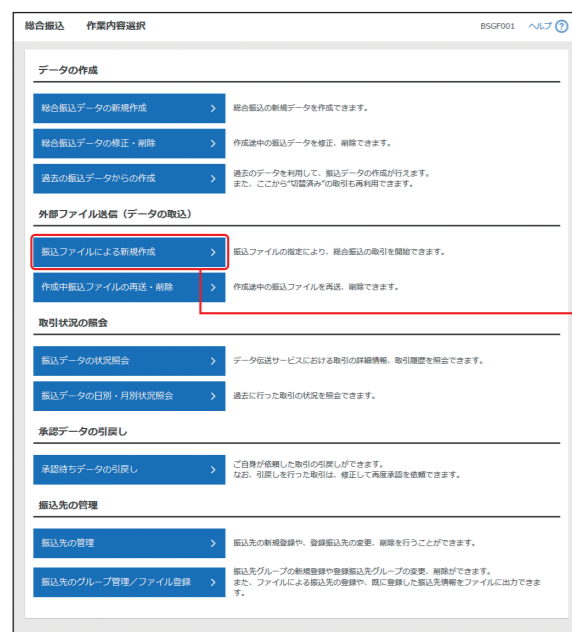 総合振込　作業内容選択
BSGF001 ヘルプ ?
データの作成
総合振込データの新規作成 >
総合振込の新規データを作成できます。
総合振込データの修正・削除 >
作成途中の振込データを修正、削除できます。
過去の振込データからの作成 >
過去のデータを利用して、振込データの作成が行えます。
また、ここから"切替済み"の取引も再利用できます。
外部ファイル送信（データの取込）
振込ファイルによる新規作成 >
振込ファイルの指定により、総合振込の取引を開始できます。
作成中振込ファイルの再送・削除 >
作成途中の振込ファイルを再送、削除できます。
取引状況の照会
振込データの状況照会 >
データ伝送サービスにおける取引の詳細情報、取引履歴を照会できます。
振込データの日別・月別状況照会 >
過去に行った取引の状況を照会できます。
承認データの引戻し
承認待ちデータの引戻し >
ご自身が依頼した取引の引戻しができます。
なお、引戻しを行った取引は、修正して再度承認を依頼できます。
振込先の管理
振込先の管理 >
振込先の新規登録や、登録振込先の変更、削除を行うことができます。
振込先のグループ管理／ファイル登録 >
振込先グループの新規登録や登録振込先グループの変更、削除ができます。
また、ファイルによる振込先の登録や、既に登録した振込先情報をファイルに出力できま
す。